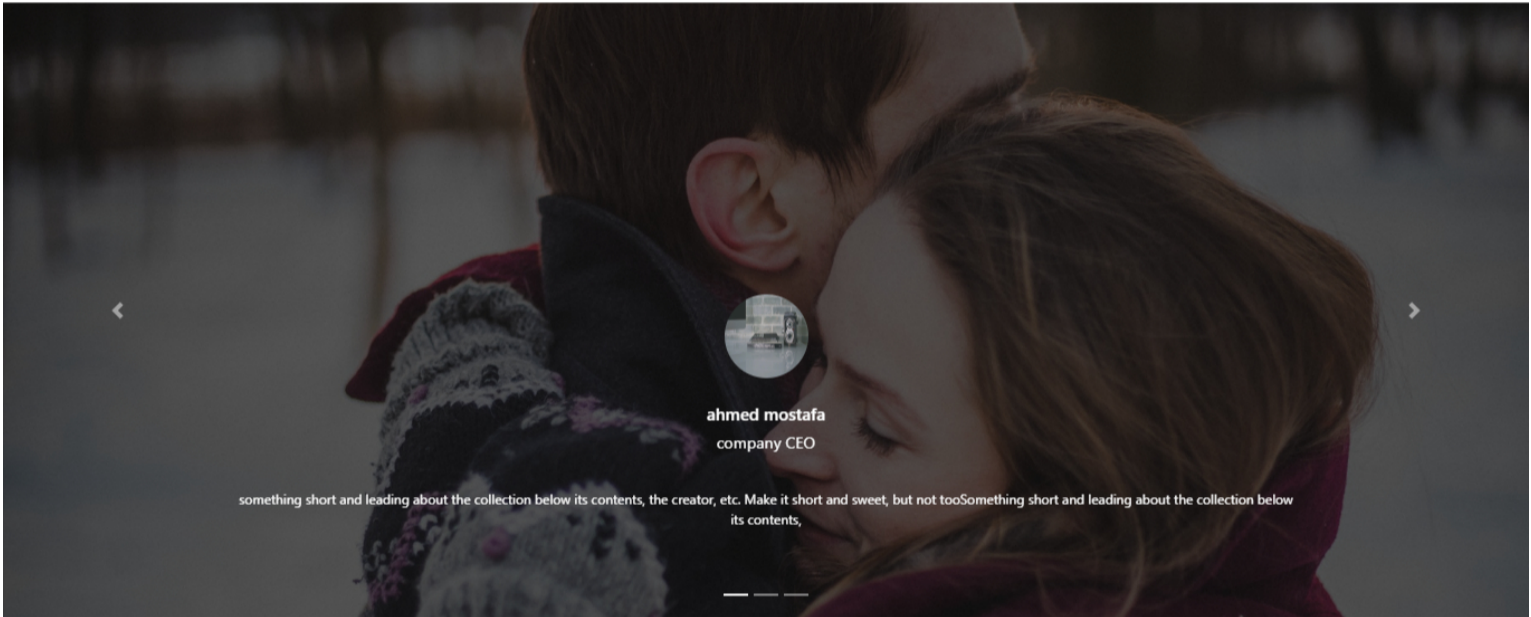 ahmed mostafa
company CEO
something short and leading about the collection below its contents, the creator, etc. Make it short and sweet, but not tooSomething short and leading about the collection below
its contents,